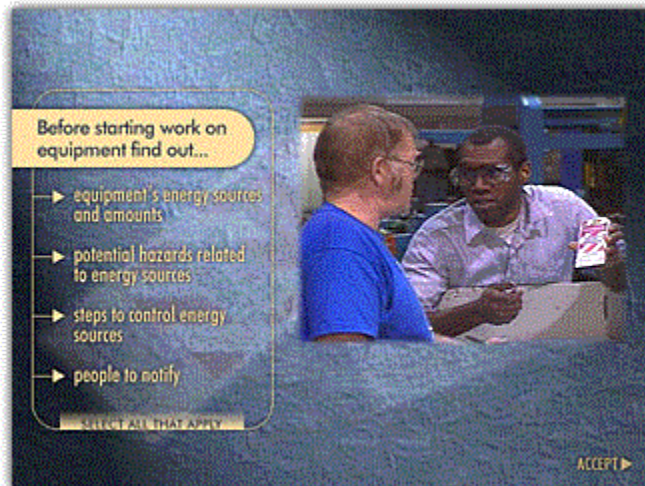 Before starting work on
equipment find out...
equipment's energy sources
and amounts
potential hazards related
to energy sources
steps to control energy
sources
people to notify
SELECT ALL THAT APPLY
ACCEPT